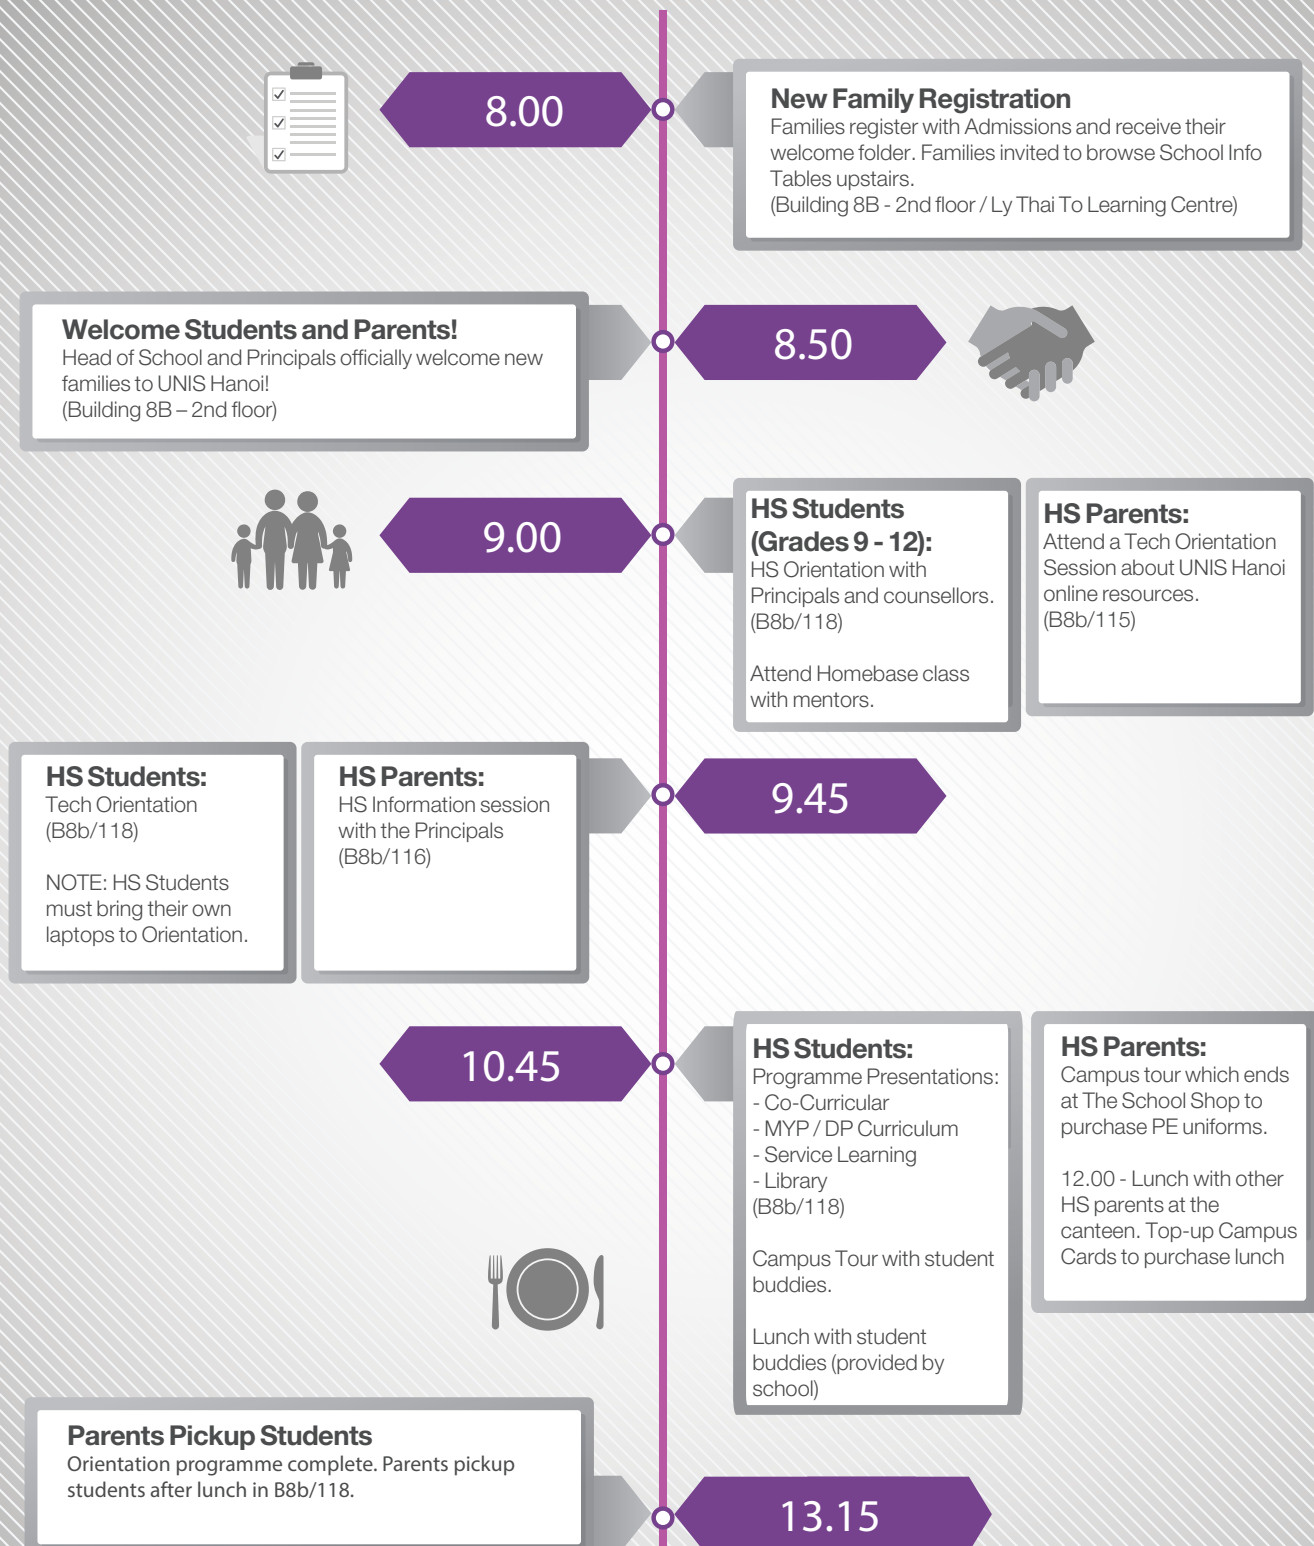 8.00
New Family Registration
Families register with Admissions and receive their
welcome folder. Families invited to browse School Info
Tables upstairs.
(Building 8B - 2nd floor / Ly Thai To Learning Centre)
Welcome Students and Parents!
Head of School and Principals officially welcome new
families to UNIS Hanoi!
(Building 8B – 2nd floor)
8.50
9.00
HS Students
(Grades 9 - 12):
HS Orientation with
Principals and counsellors.
(B8b/118)
Attend Homebase class
with mentors.
HS Parents:
Attend a Tech Orientation
Session about UNIS Hanoi
online resources.
(B8b/115)
HS Students:
Tech Orientation
(B8b/118)
NOTE: HS Students
must bring their own
laptops to Orientation.
HS Parents:
HS Information session
with the Principals
(B8b/116)
9.45
10.45
HS Students:
Programme Presentations:
- Co-Curricular
- MYP / DP Curriculum
- Service Learning
- Library
(B8b/118)
Campus Tour with student
buddies.
Lunch with student
buddies (provided by
school)
HS Parents:
Campus tour which ends
at The School Shop to
purchase PE uniforms.
12.00 - Lunch with other
HS parents at the
canteen. Top-up Campus
Cards to purchase lunch
Parents Pickup Students
Orientation programme complete. Parents pickup
students after lunch in B8b/118.
13.15